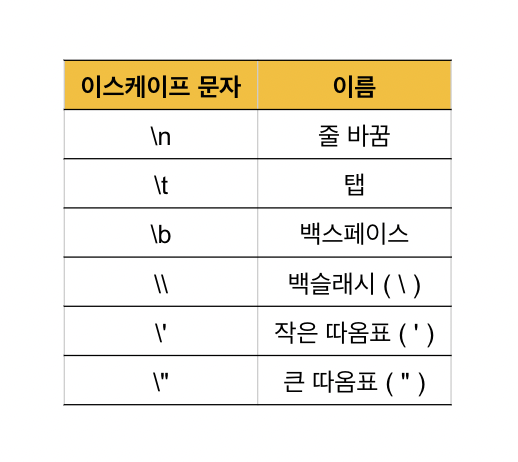 이스케이프 문자 이름
\n 줄 바꿈
\t 탭
\b 백스페이스
\\ 백슬래시 ( \ )
\' 작은 따옴표 ( ' )
\" 큰 따옴표 ( " )